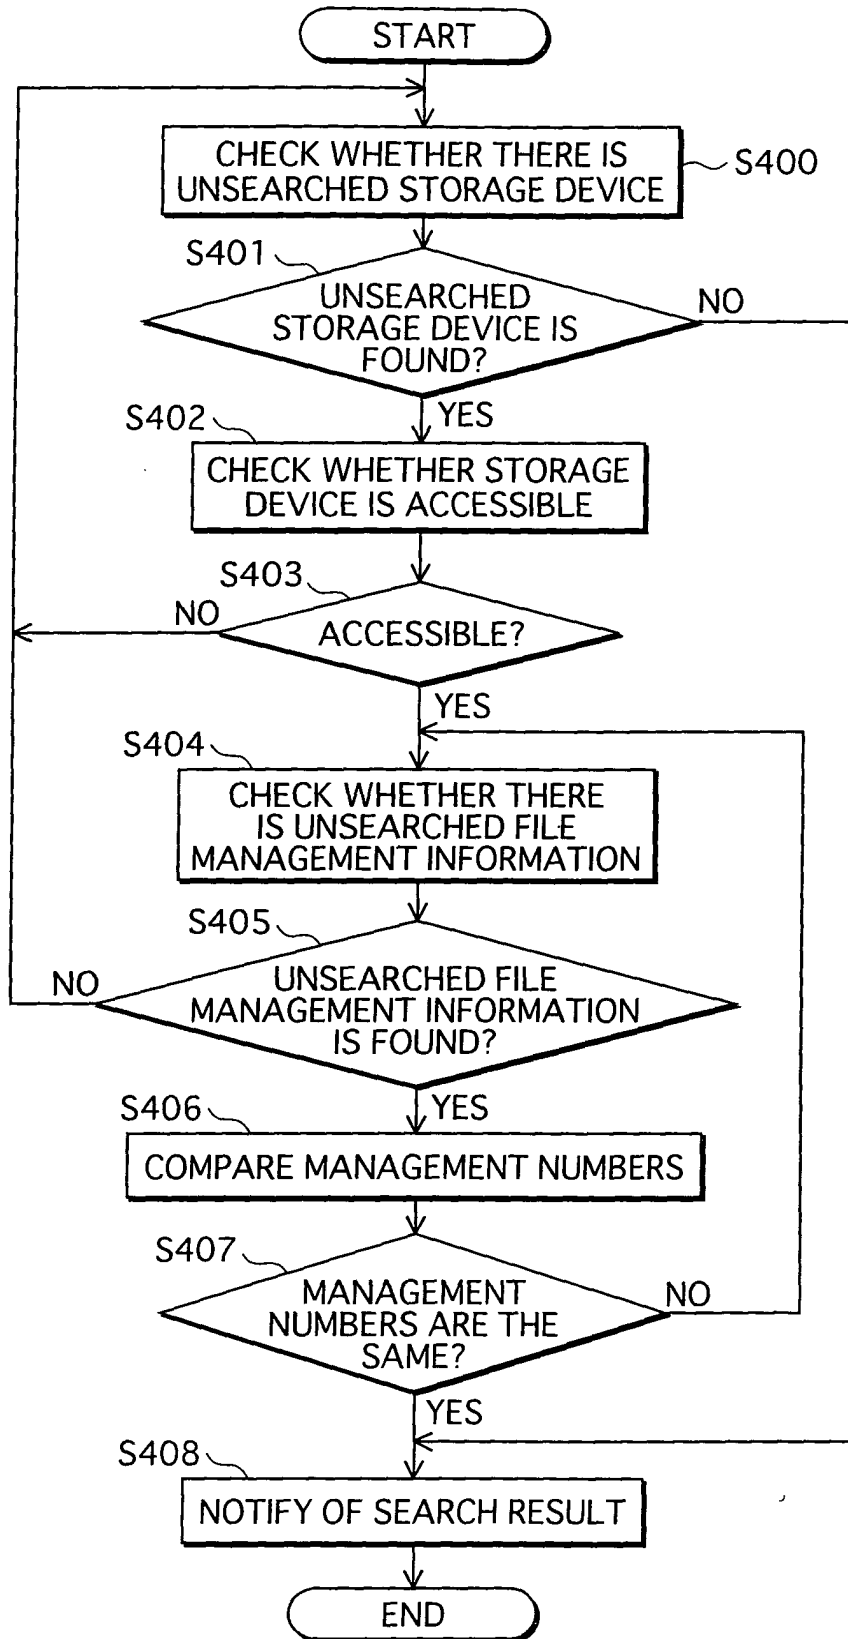 START
CHECK WHETHER THERE IS
UNSEARCHED STORAGE DEVICE
S400
S401
UNSEARCHED
STORAGE DEVICE IS
FOUND?
NO
YES
S402
CHECK WHETHER STORAGE
DEVICE IS ACCESSIBLE
S403
NO
ACCESSIBLE?
YES
S404
CHECK WHETHER THERE
IS UNSEARCHED FILE
MANAGEMENT INFORMATION
S405
NO
UNSEARCHED FILE
MANAGEMENT INFORMATION
IS FOUND?
YES
S406
COMPARE MANAGEMENT NUMBERS
S407
MANAGEMENT
NUMBERS ARE THE
SAME?
NO
YES
S408
NOTIFY OF SEARCH RESULT
END